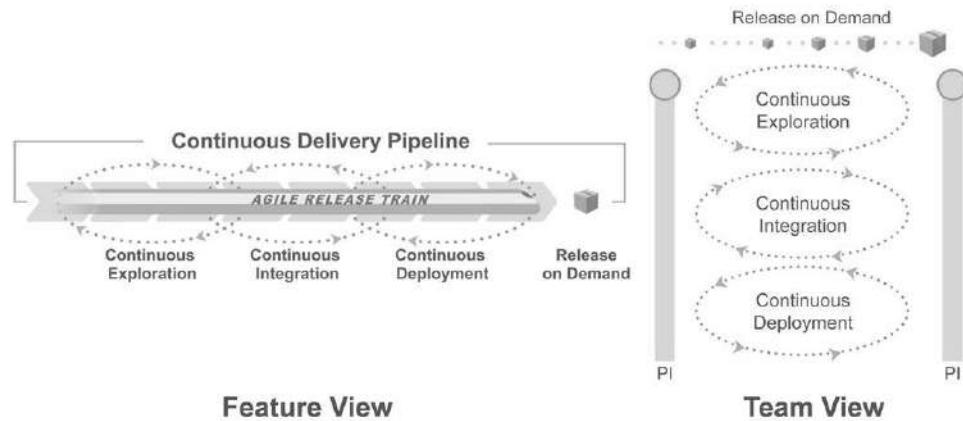 Continuous Delivery Pipeline
AGILE RELEASE TRAIN
Continuous
Exploration
Continuous
Integration
Continuous
Deployment
Release
on Demand
Feature View
Release on Demand
Continuous
Exploration
Continuous
Integration
Continuous
Deployment
PI
PI
Team View